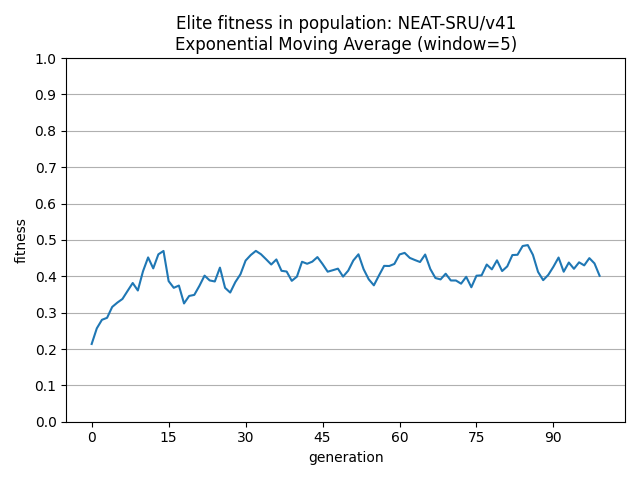 Elite fitness in population: NEAT-SRU/v41
Exponential Moving Average (window=5)
1.0
0.9
0.8
0.7
0.6
0.5
0.4
0.3
0.2
0.1
0.0
fitness
0 15 30 45 60 75 90
generation